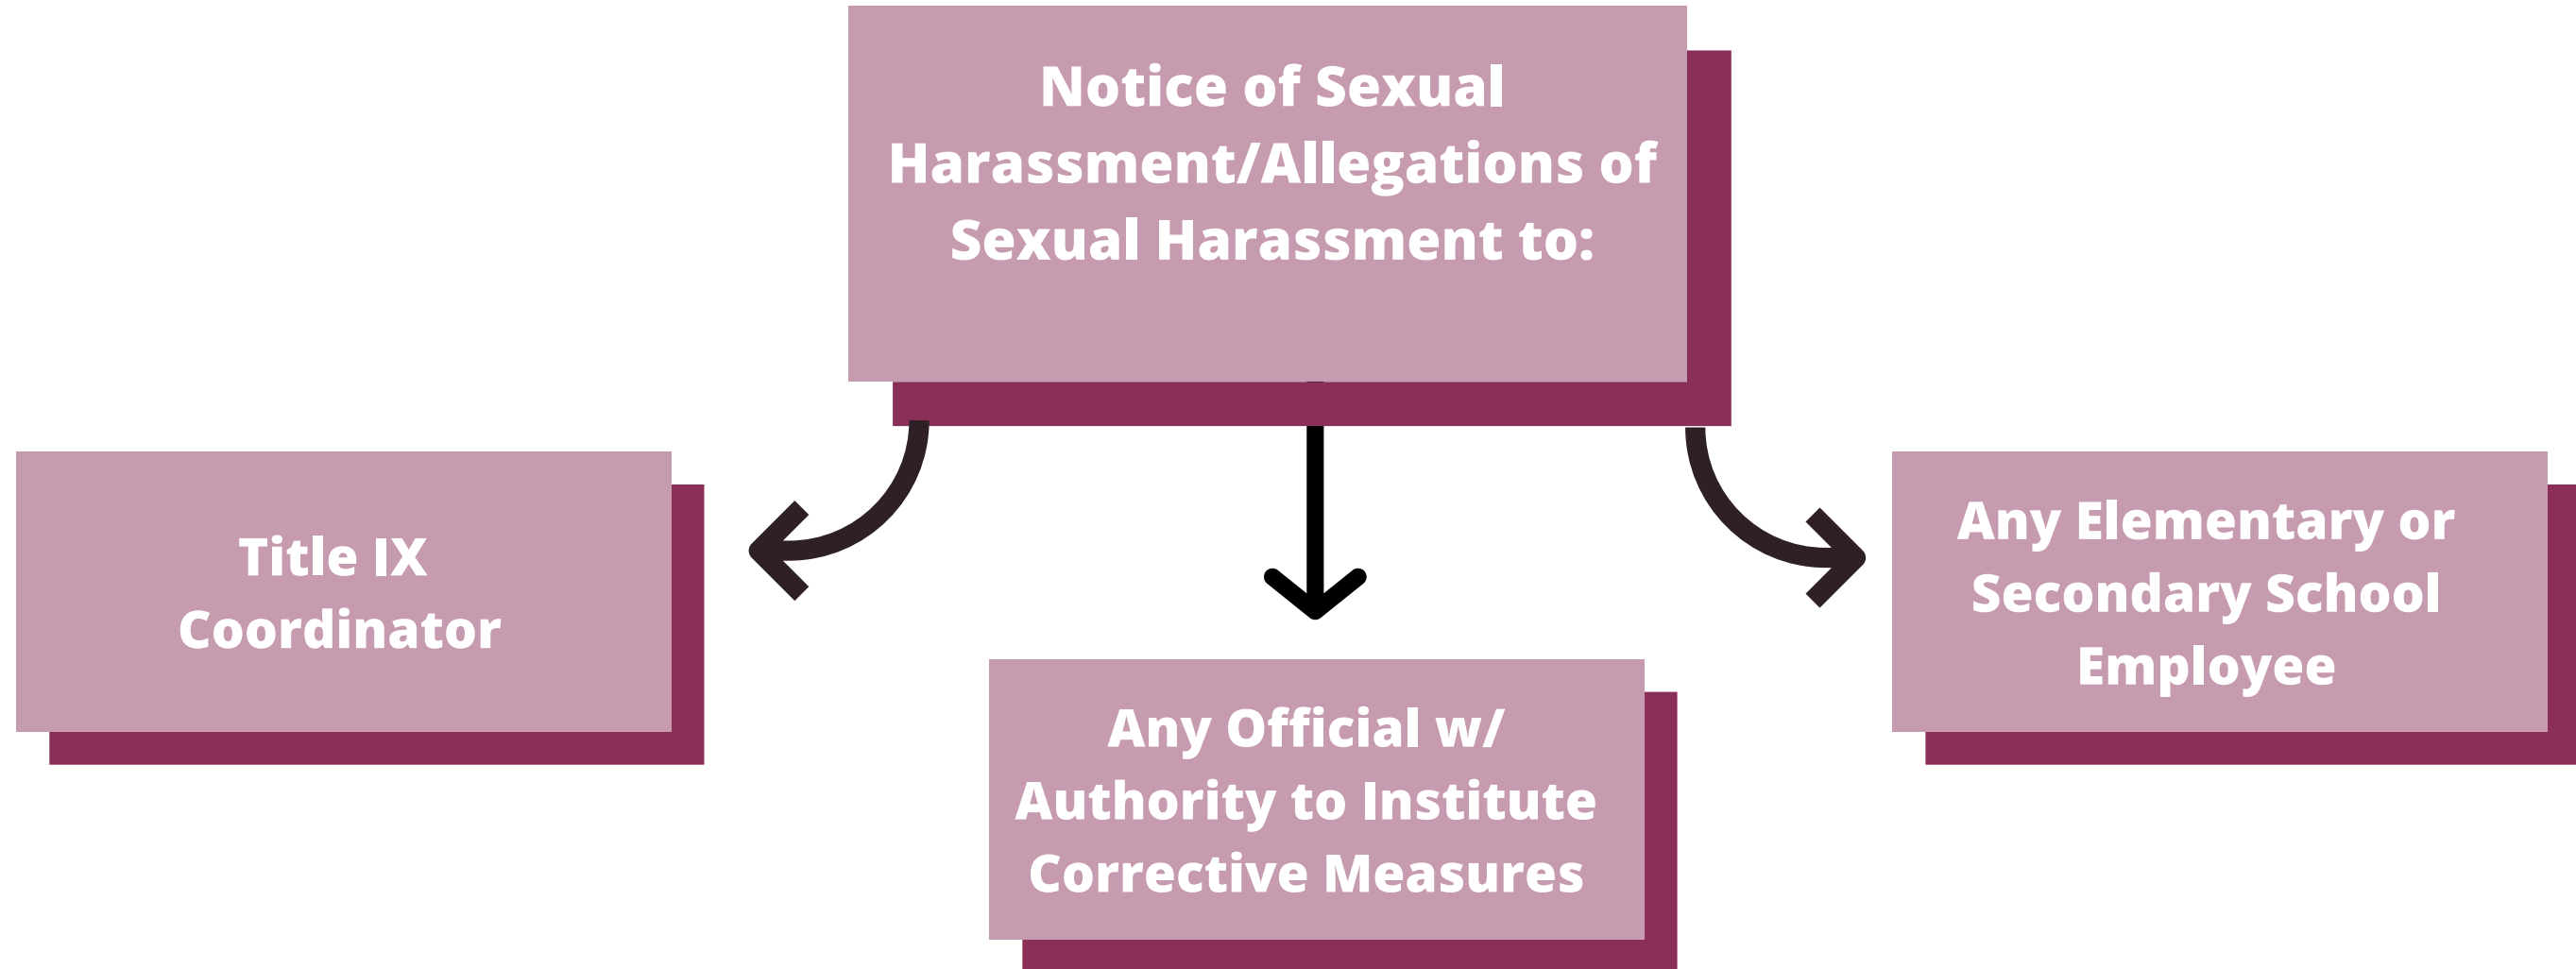 Notice of Sexual
Harassment/Allegations of
Sexual Harassment to:
Title IX
Coordinator
Any Official w/
Authority to Institute
Corrective Measures
Any Elementary or
Secondary School
Employee